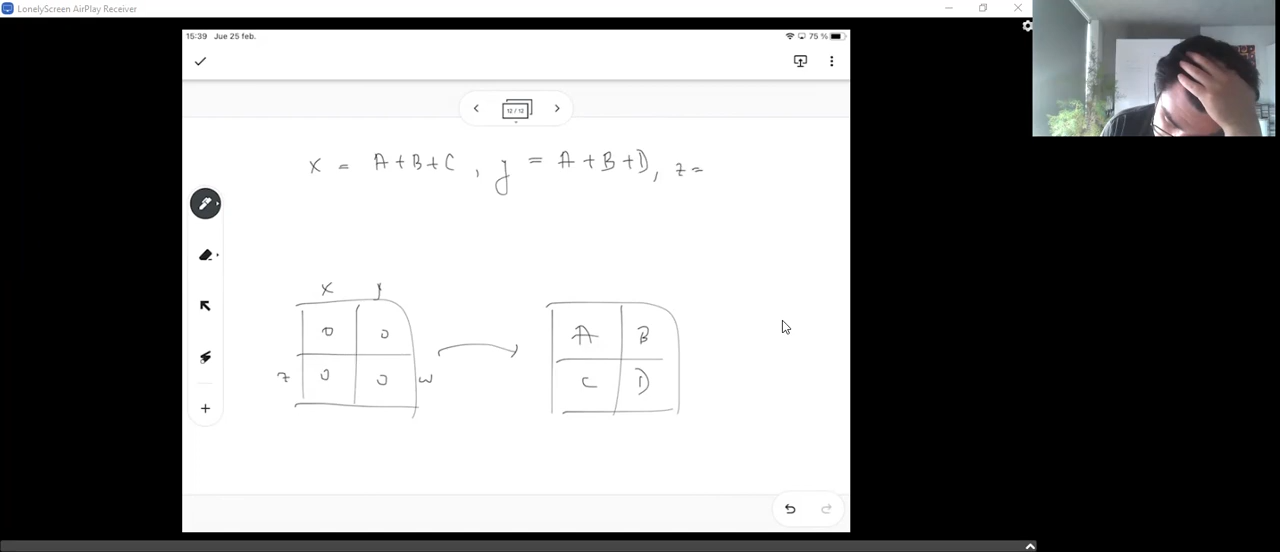 LonelyScreen AirPlay Receiver
15:39 Jue 25 feb. 75 %
12 / 12
x = A+B+C , y = A+B+D, z =
x y
0 0
z 0 0 w
A B
C D